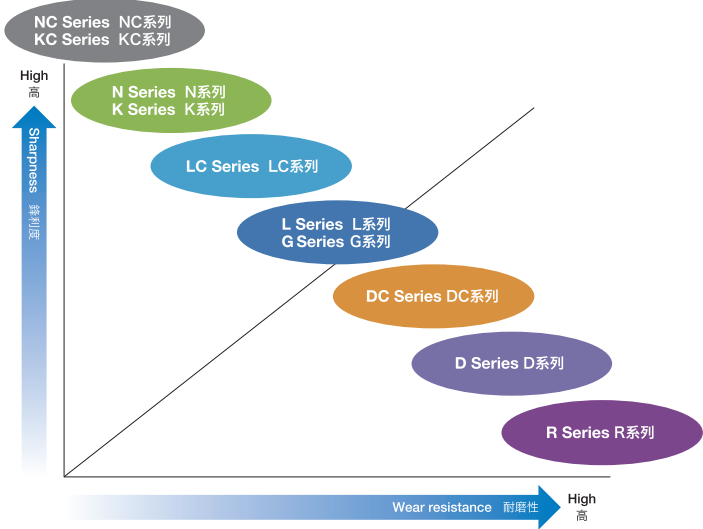 NC Series NC系列
KC Series KC系列
High
高
N Series N系列
K Series K系列
Sharpness 鋒利度
LC Series LC系列
L Series L系列
G Series G系列
DC Series DC系列
D Series D系列
R Series R系列
Wear resistance 耐磨性
High
高